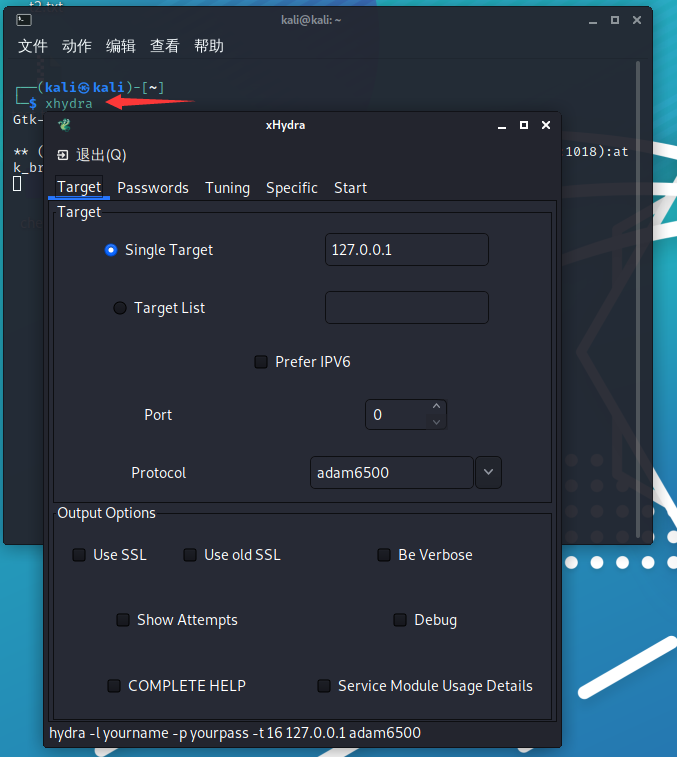 t2.txt
kali@kali: ~
文件 动作 编辑 查看 帮助
┌──(kali㉿kali)-[~]
└─$ xhydra
Gtk-
** (
1018):at
k_br
xHydra
退出(Q)
Target Passwords Tuning Specific Start
Target
Single Target 127.0.0.1
Target List
Prefer IPV6
Port 0
Protocol adam6500
Output Options
Use SSL Use old SSL Be Verbose
Show Attempts Debug
COMPLETE HELP Service Module Usage Details
hydra -l yourname -p yourpass -t 16 127.0.0.1 adam6500